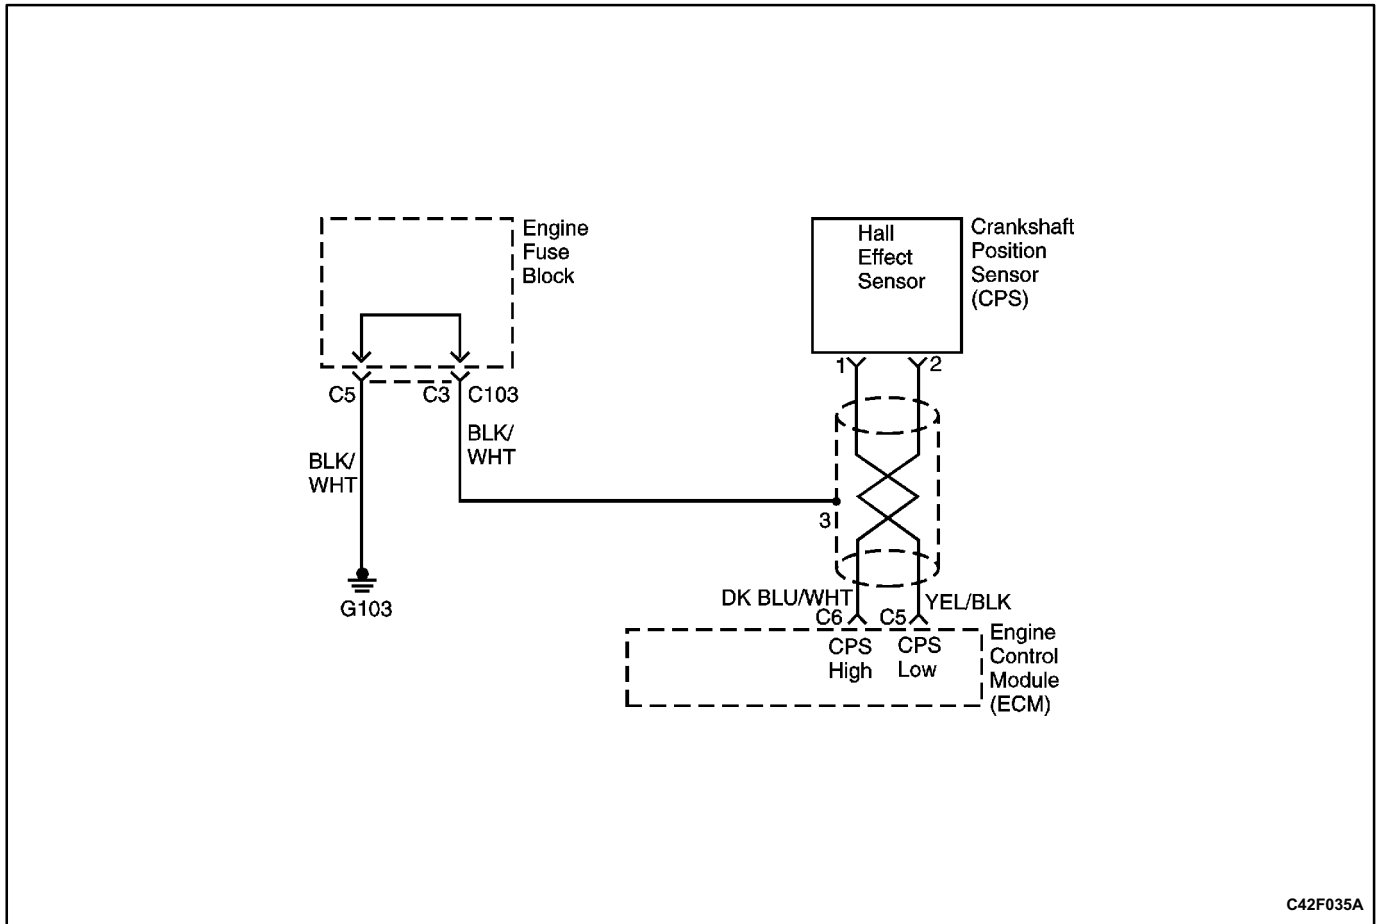 Engine
Fuse
Block
C5
C3
C103
BLK/
WHT
BLK/
WHT
G103
Hall
Effect
Sensor
Crankshaft
Position
Sensor
(CPS)
1
2
3
DK BLU/WHT
YEL/BLK
C6
C5
CPS
High
CPS
Low
Engine
Control
Module
(ECM)
C42F035A